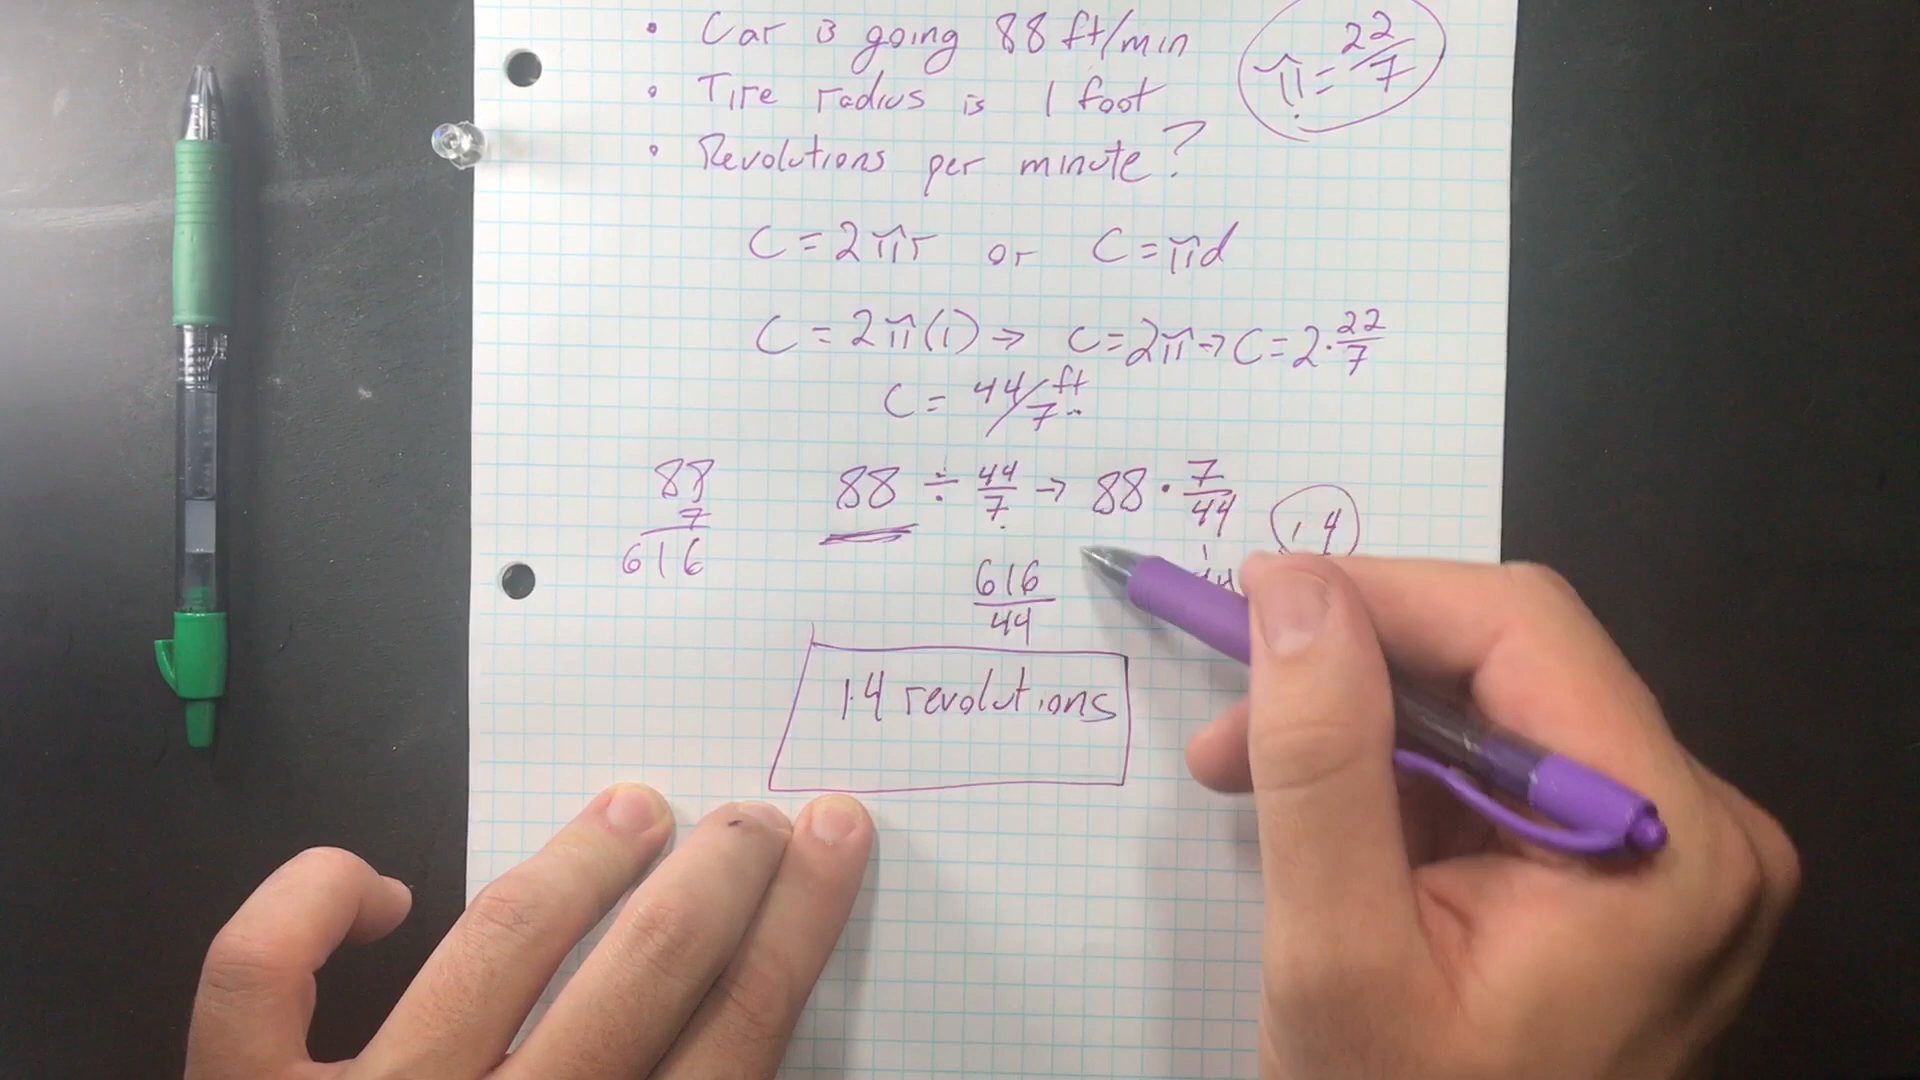 • Car is going 88 ft/min
π = 22/7
• Tire radius is 1 foot
• Revolutions per minute?
C = 2πr or C = πd
C = 2π(1) → C = 2π → C = 2 · 22/7
C = 44/7 ft
88
7
616
88 ÷ 44/7 → 88 · 7/44
616/44
1.4 revolutions